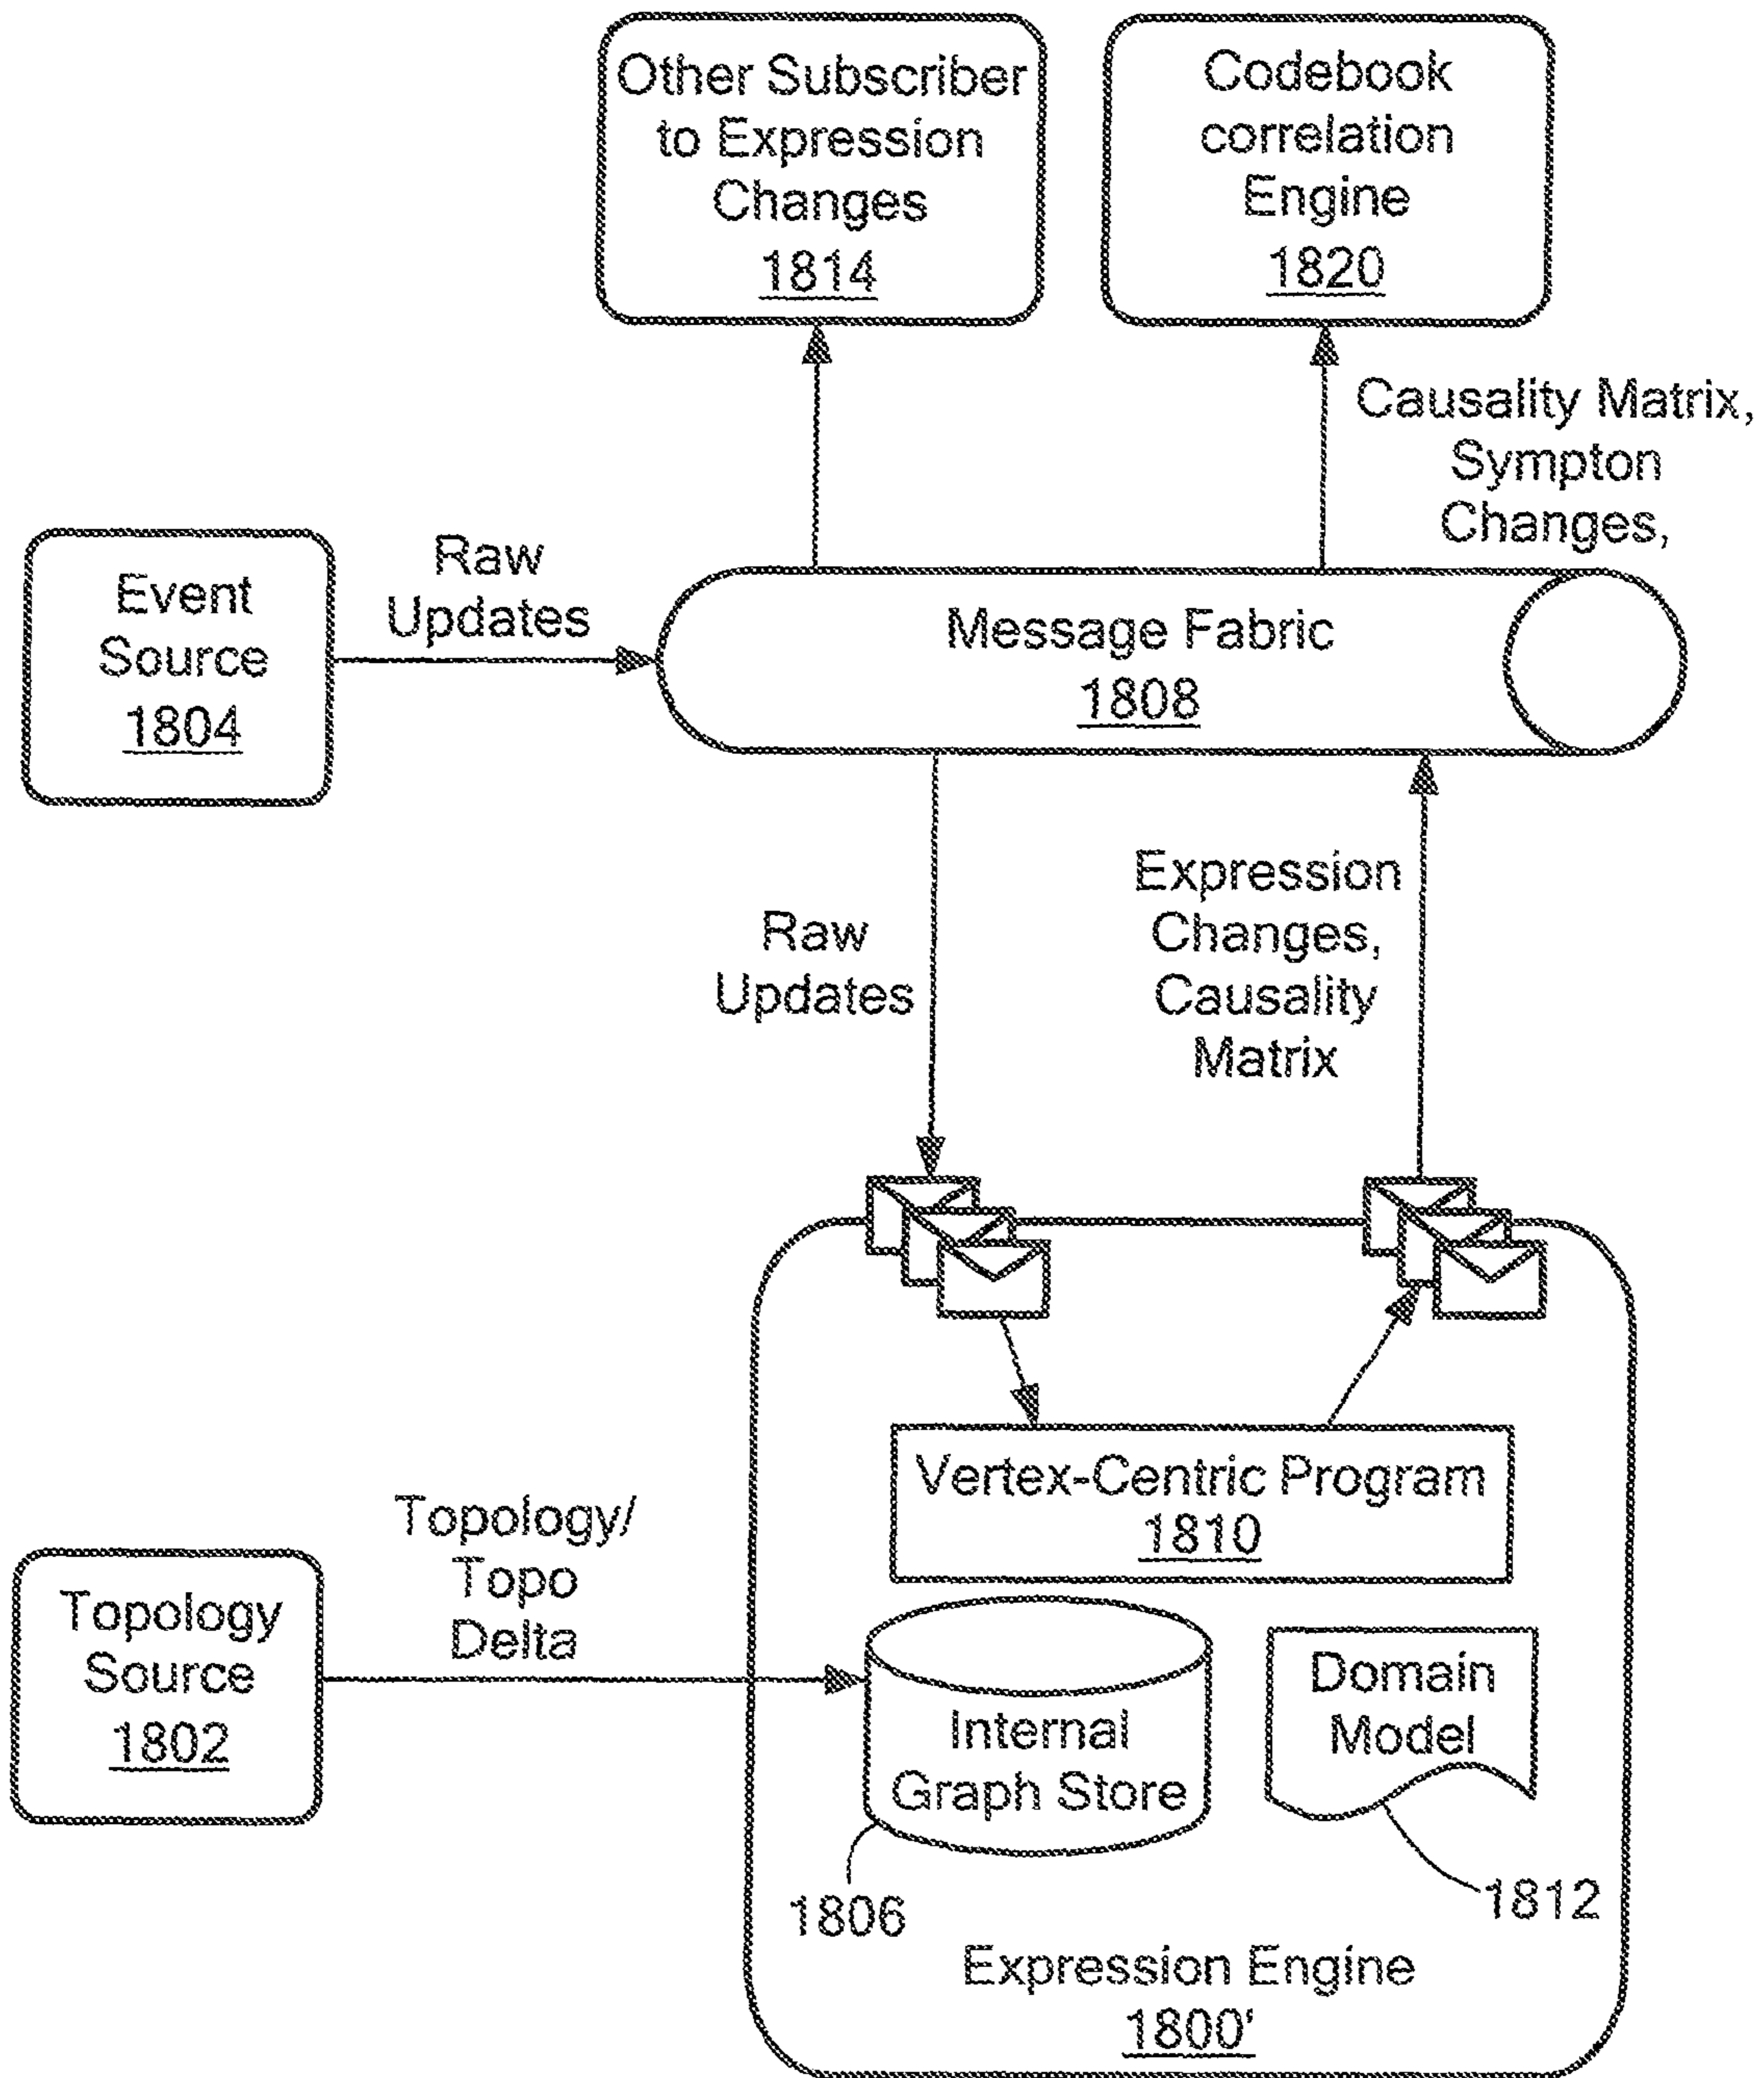 Other Subscriber
to Expression
Changes
1814
Codebook
correlation
Engine
1820
Causality Matrix,
Sympton
Changes,
Event
Source
1804
Raw
Updates
Message Fabric
1808
Raw
Updates
Expression
Changes,
Causality
Matrix
Vertex-Centric Program
1810
Topology/
Topo
Delta
Topology
Source
1802
Internal
Graph Store
Domain
Model
1806
1812
Expression Engine
1800'